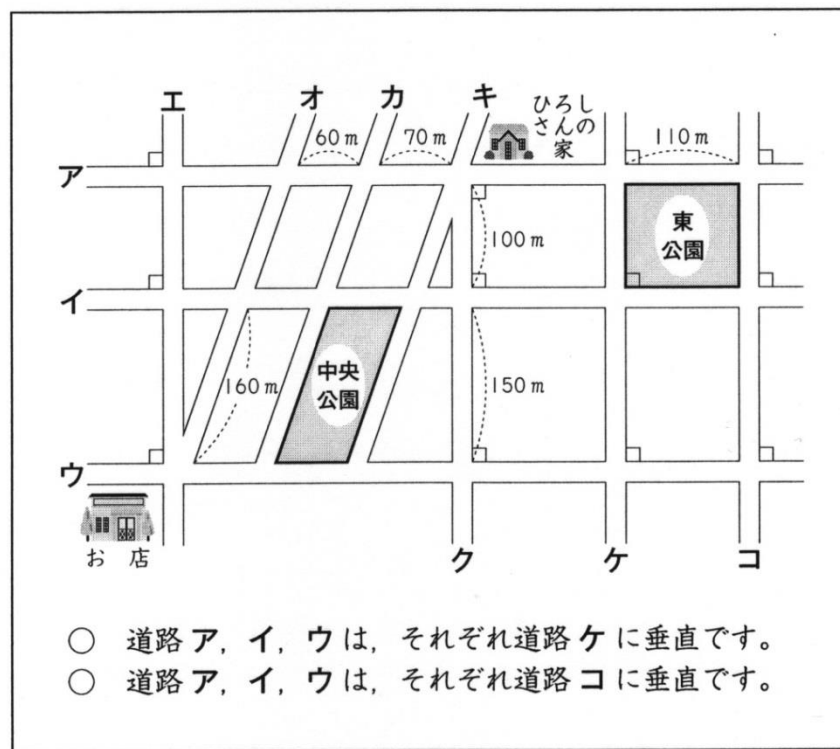 エ オ カ キ
ひろし
さんの
家
60m 70m 110m
ア
東
公園
100m
イ
中央
公園
160m 150m
ウ
お店
ク ケ コ
○ 道路ア,イ,ウは,それぞれ道路ケに垂直です。
○ 道路ア,イ,ウは,それぞれ道路コに垂直です。